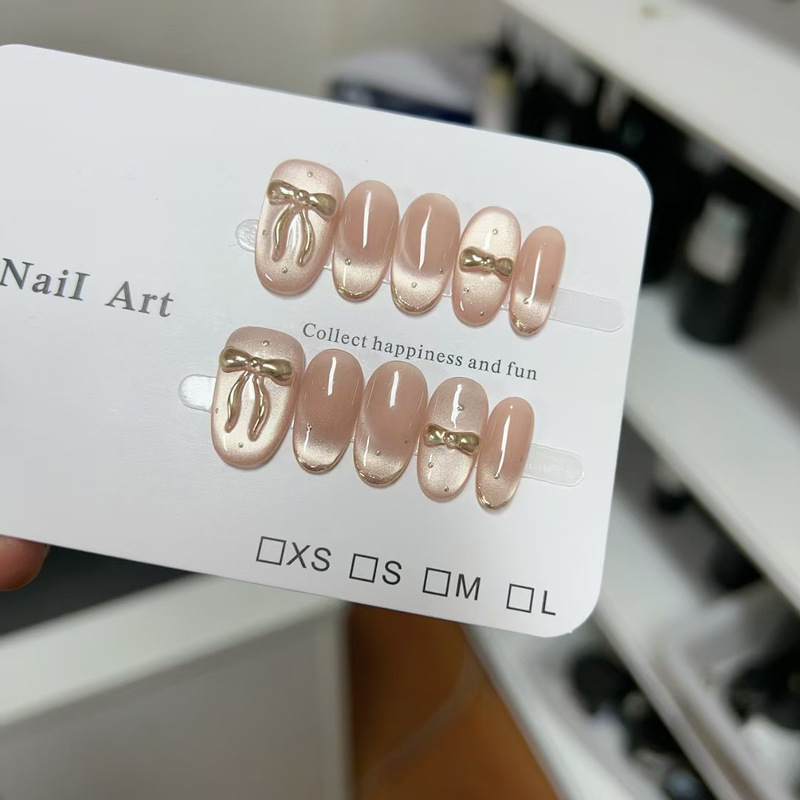 NaiI Art
Collect happiness and fun
☐XS ☐S ☐M ☐L